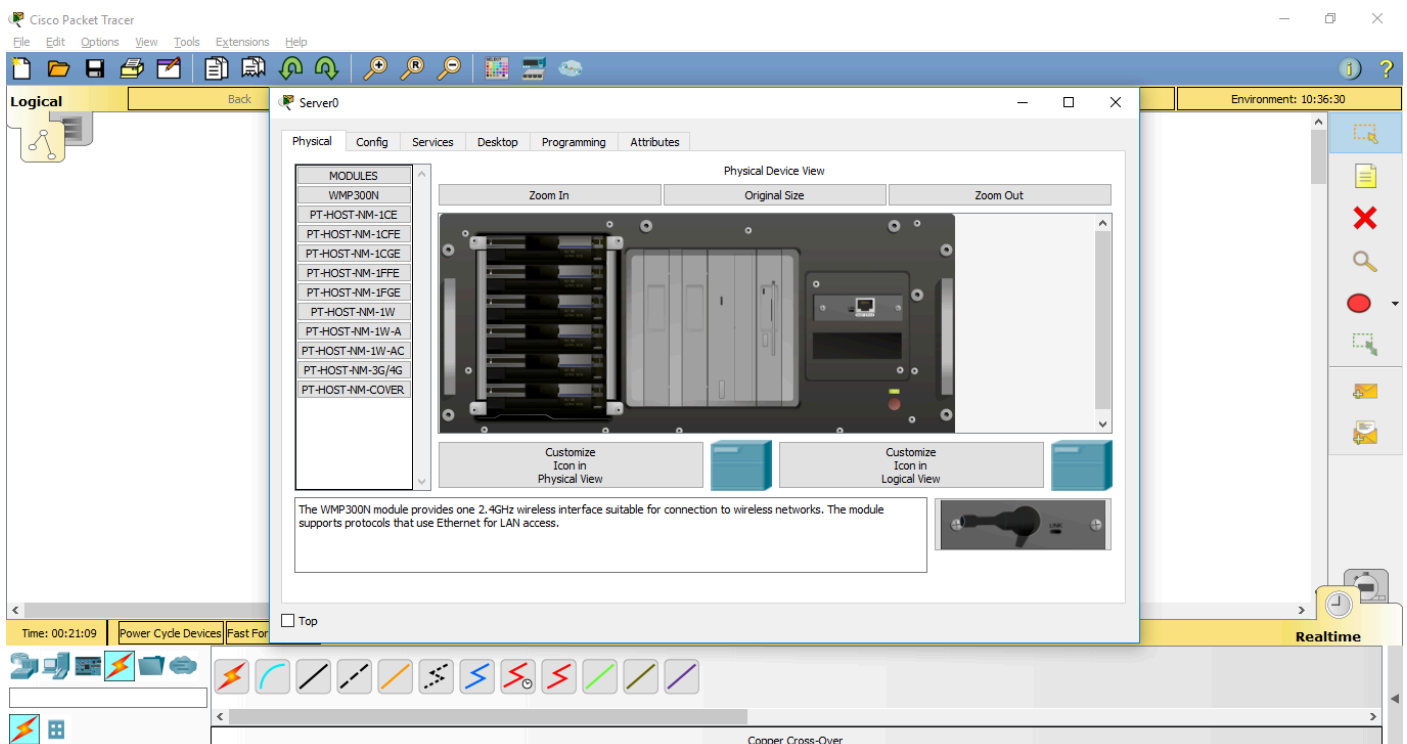 Cisco Packet Tracer
File Edit Options View Tools Extensions Help
Logical
Back
Environment: 10:36:30
Server0
Physical Config Services Desktop Programming Attributes
MODULES
WMP300N
PT-HOST-NM-1CE
PT-HOST-NM-1CFE
PT-HOST-NM-1CGE
PT-HOST-NM-1FFE
PT-HOST-NM-1FGE
PT-HOST-NM-1W
PT-HOST-NM-1W-A
PT-HOST-NM-1W-AC
PT-HOST-NM-3G/4G
PT-HOST-NM-COVER
Physical Device View
Zoom In Original Size Zoom Out
Customize
Icon in
Physical View
Customize
Icon in
Logical View
The WMP300N module provides one 2.4GHz wireless interface suitable for connection to wireless networks. The module
supports protocols that use Ethernet for LAN access.
LINK
Top
Time: 00:21:09 Power Cycle Devices Fast For
Realtime
Copper Cross-Over